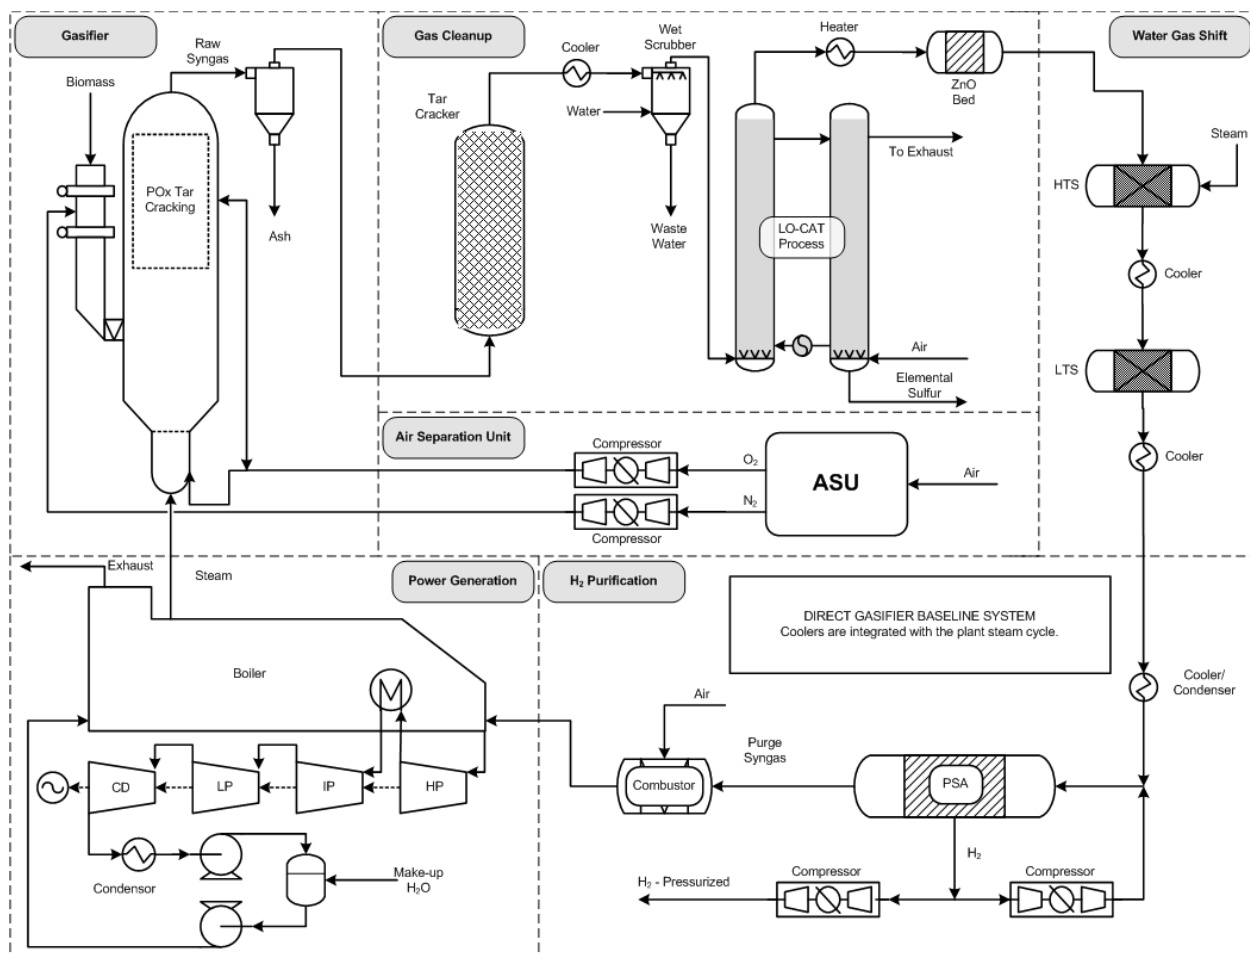 Gasifier
Raw
Syngas
Biomass
POx Tar
Cracking
Ash
Gas Cleanup
Cooler
Wet
Scrubber
Tar
Cracker
Water
Waste
Water
Heater
ZnO
Bed
To Exhaust
LO-CAT
Process
Air
Elemental
Sulfur
Water Gas Shift
Steam
HTS
Cooler
LTS
Cooler
Air Separation Unit
Compressor
O2
N2
Compressor
ASU
Air
Exhaust
Steam
Power Generation
Boiler
CD
LP
IP
HP
Condensor
Make-up
H2O
H2 Purification
DIRECT GASIFIER BASELINE SYSTEM
Coolers are integrated with the plant steam cycle.
Cooler/
Condenser
Air
Purge
Syngas
Combustor
PSA
H2
H2 - Pressurized
Compressor
Compressor